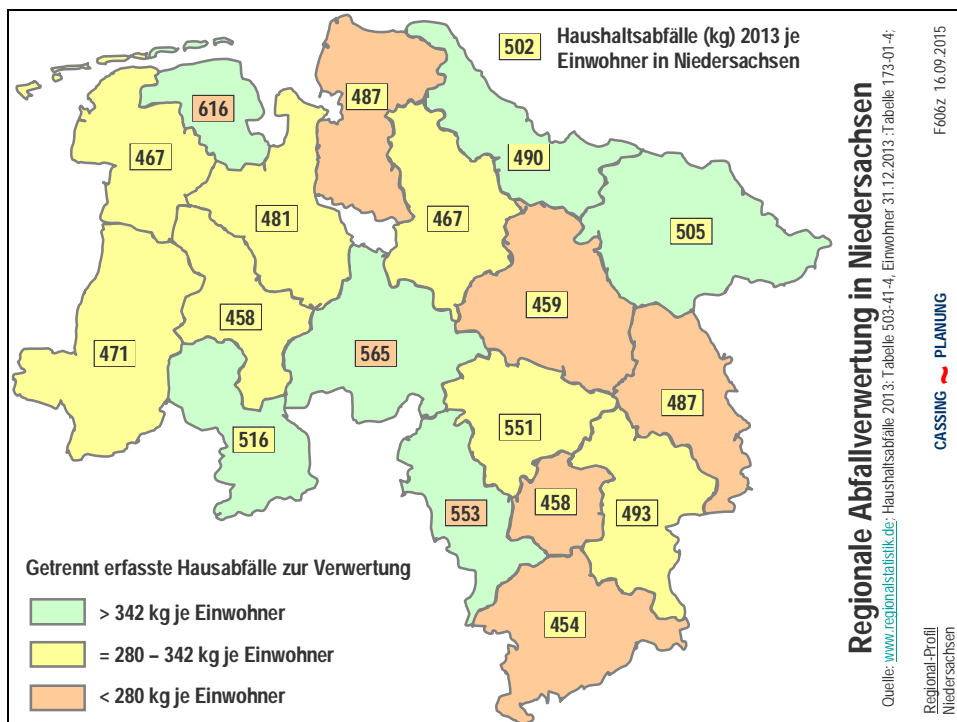 502
Haushaltsabfälle (kg) 2013 je
Einwohner in Niedersachsen
616
487
467
490
481
467
505
458
459
471
565
487
551
516
553
458
493
454
Getrennt erfasste Hausabfälle zur Verwertung
> 342 kg je Einwohner
= 280 – 342 kg je Einwohner
< 280 kg je Einwohner
Regionale Abfallverwertung in Niedersachsen
Quelle: www.regionalstatistik.de; Haushaltsabfälle 2013: Tabelle 503-41-4, Einwohner 31.12.2013 :Tabelle 173-01-4;
F606z 16.09.2015
CASSING ~ PLANUNG
Regional-Profil
Niedersachsen